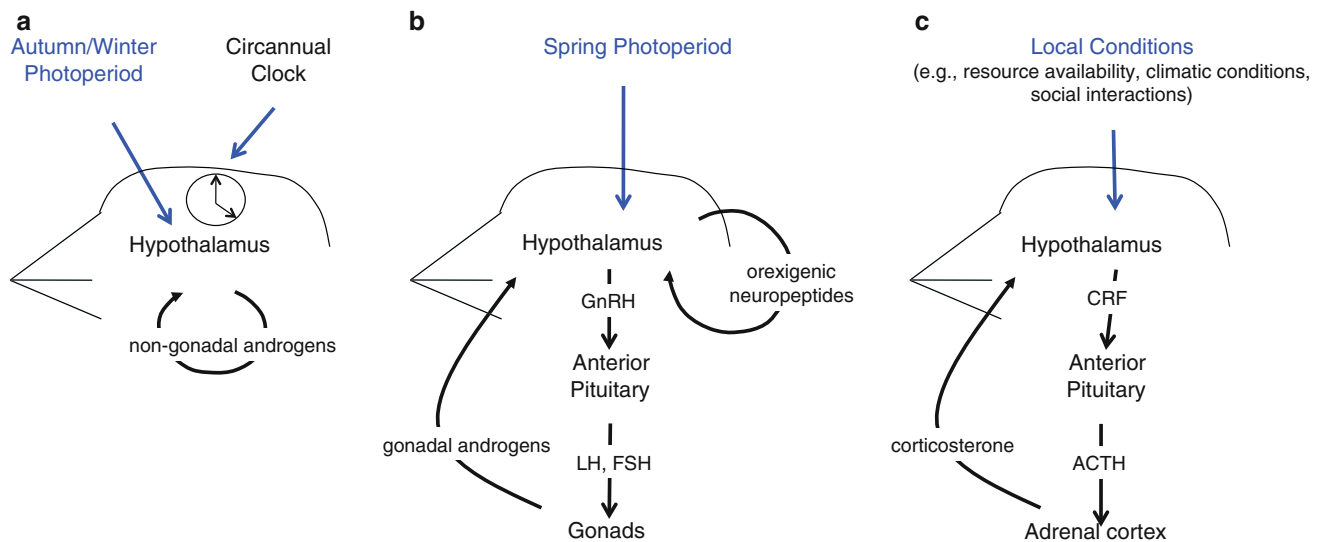 a
Autumn/Winter
Photoperiod
Circannual
Clock
Hypothalamus
non-gonadal androgens
b
Spring Photoperiod
Hypothalamus
orexigenic
neuropeptides
GnRH
Anterior
Pituitary
gonadal androgens
LH, FSH
Gonads
c
Local Conditions
(e.g., resource availability, climatic conditions,
social interactions)
Hypothalamus
CRF
Anterior
Pituitary
corticosterone
ACTH
Adrenal cortex